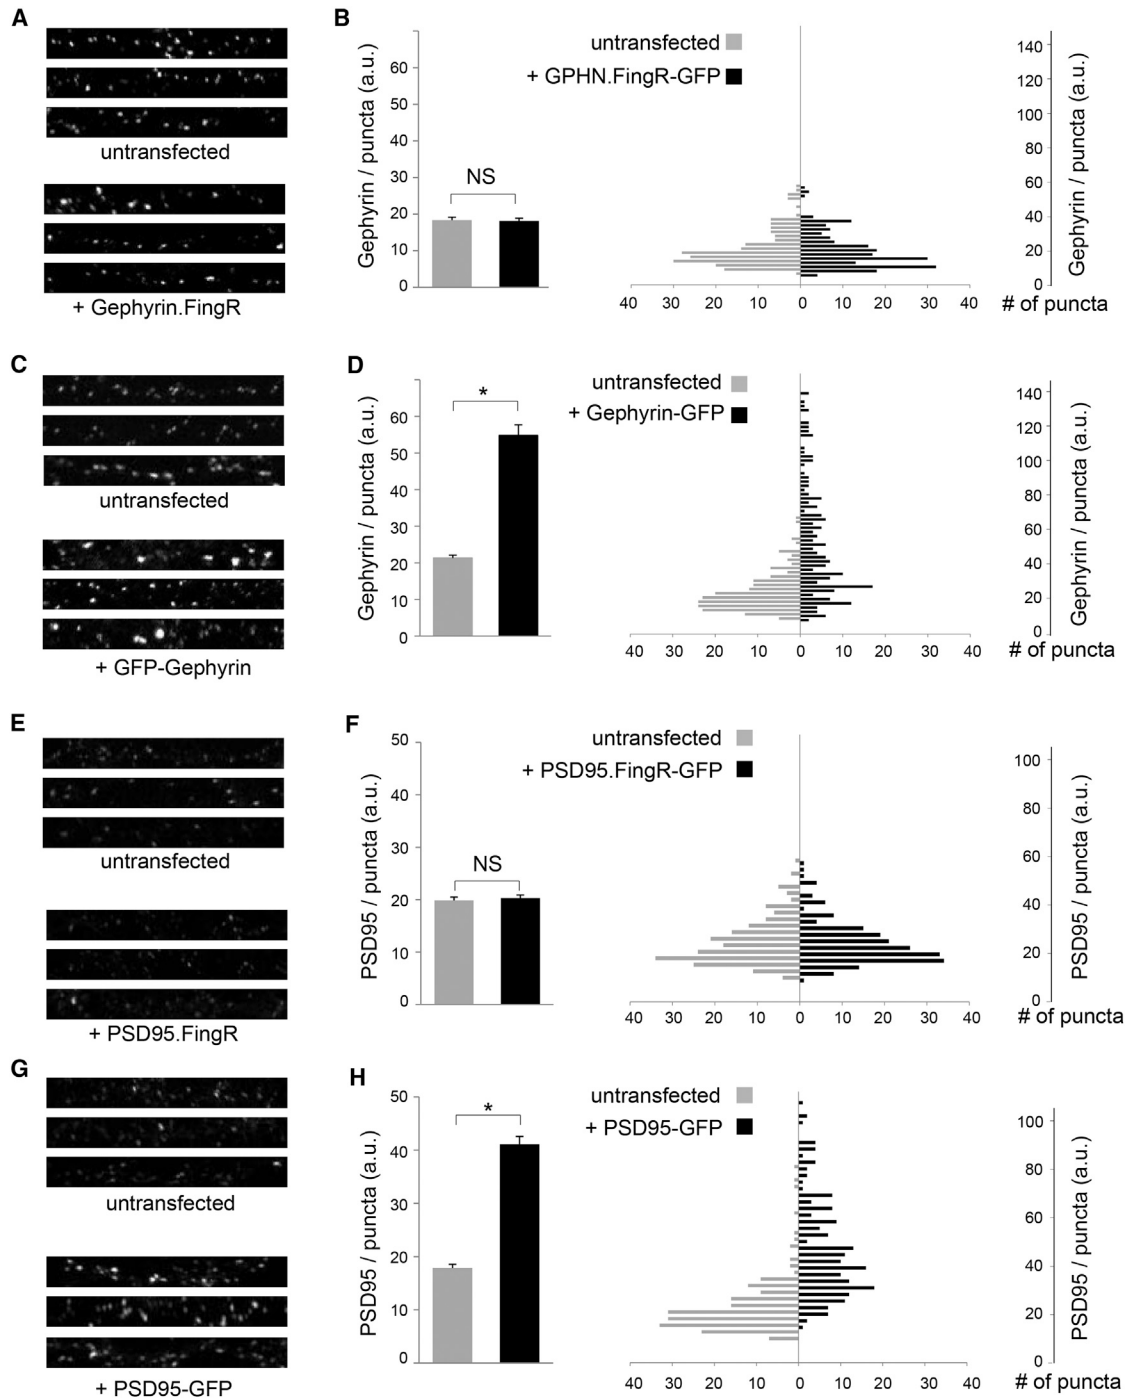 A
untransfected
+ Gephyrin.FingR
B
untransfected
+ GPHN.FingR-GFP
Gephyrin / puncta (a.u.)
60
50
40
30
20
10
0
NS
40 30 20 10 0 10 20 30 40
# of puncta
140
120
100
80
60
40
20
0
Gephyrin / puncta (a.u.)
C
untransfected
+ GFP-Gephyrin
D
untransfected
+ Gephyrin-GFP
Gephyrin / puncta (a.u.)
60
50
40
30
20
10
0
*
40 30 20 10 0 10 20 30 40
# of puncta
140
120
100
80
60
40
20
0
Gephyrin / puncta (a.u.)
E
untransfected
+ PSD95.FingR
F
untransfected
+ PSD95.FingR-GFP
PSD95 / puncta (a.u.)
50
40
30
20
10
0
NS
40 30 20 10 0 10 20 30 40
# of puncta
100
80
60
40
20
0
PSD95 / puncta (a.u.)
G
untransfected
+ PSD95-GFP
H
untransfected
+ PSD95-GFP
PSD95 / puncta (a.u.)
50
40
30
20
10
0
*
40 30 20 10 0 10 20 30 40
# of puncta
100
80
60
40
20
0
PSD95 / puncta (a.u.)